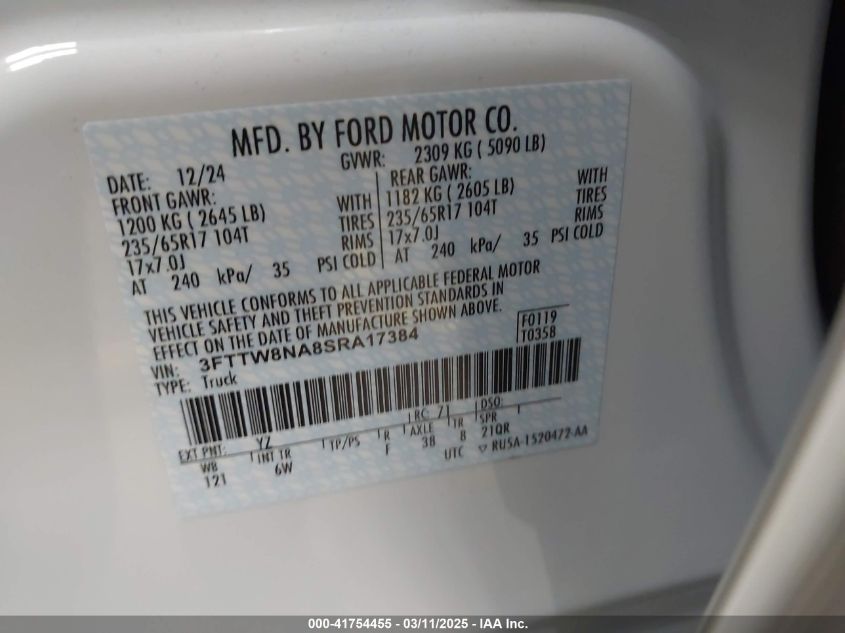 MFD. BY FORD MOTOR CO.
DATE: 12/24
GVWR: 2309 KG ( 5090 LB)
FRONT GAWR:
1200 KG ( 2645 LB) WITH
235/65R17 104T TIRES
17x7.0J RIMS
AT 240 kPa/ 35 PSI COLD
REAR GAWR: WITH
1182 KG ( 2605 LB) TIRES
235/65R17 104T RIMS
17x7.0J
AT 240 kPa/ 35 PSI COLD
THIS VEHICLE CONFORMS TO ALL APPLICABLE FEDERAL MOTOR
VEHICLE SAFETY AND THEFT PREVENTION STANDARDS IN
EFFECT ON THE DATE OF MANUFACTURE SHOWN ABOVE.
F0119
T0358
VIN: 3FTTW8NA8SRA17384
TYPE: Truck
EXT PNT: YZ RC: 71 DSO:
WB INT TR TP/PS R AXLE TR SPR
121 6W F 38 8 21QR
UTC ▽ RU5A-1520472-AA
000-41754455 - 03/11/2025 - IAA Inc.